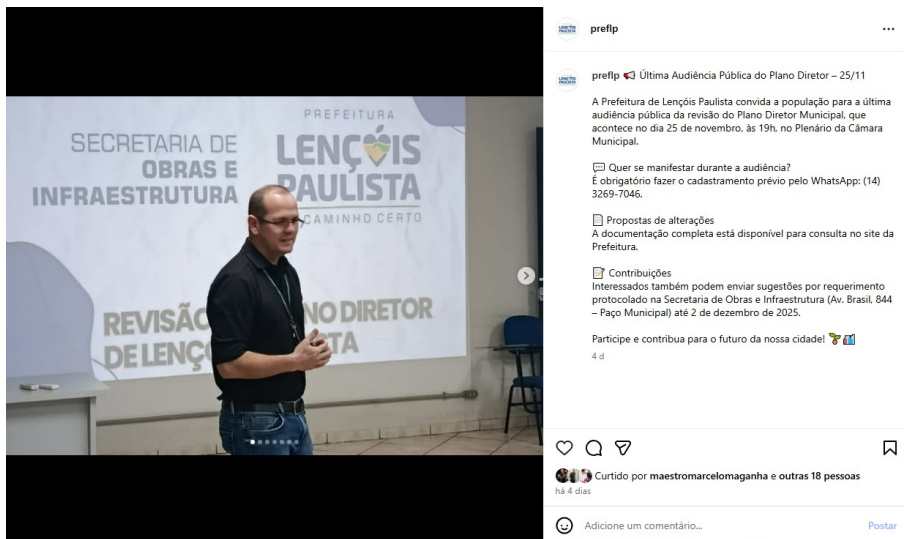 PREFEITURA
SECRETARIA DE
OBRAS E
INFRAESTRUTURA
LENÇÓIS
PAULISTA
CAMINHO CERTO
REVISÃO NO DIRETOR
DE LENÇ TA
preflp
preflp 📢 Última Audiência Pública do Plano Diretor – 25/11
A Prefeitura de Lençóis Paulista convida a população para a última
audiência pública da revisão do Plano Diretor Municipal, que
acontece no dia 25 de novembro, às 19h, no Plenário da Câmara
Municipal.
💬 Quer se manifestar durante a audiência?
É obrigatório fazer o cadastramento prévio pelo WhatsApp: (14)
3269-7046.
📄 Propostas de alterações
A documentação completa está disponível para consulta no site da
Prefeitura.
📝 Contribuições
Interessados também podem enviar sugestões por requerimento
protocolado na Secretaria de Obras e Infraestrutura (Av. Brasil, 844
– Paço Municipal) até 2 de dezembro de 2025.
Participe e contribua para o futuro da nossa cidade! 🌱🏙️
4 d
Curtido por maestromarcelomaganha e outras 18 pessoas
há 4 dias
Adicione um comentário...
Postar